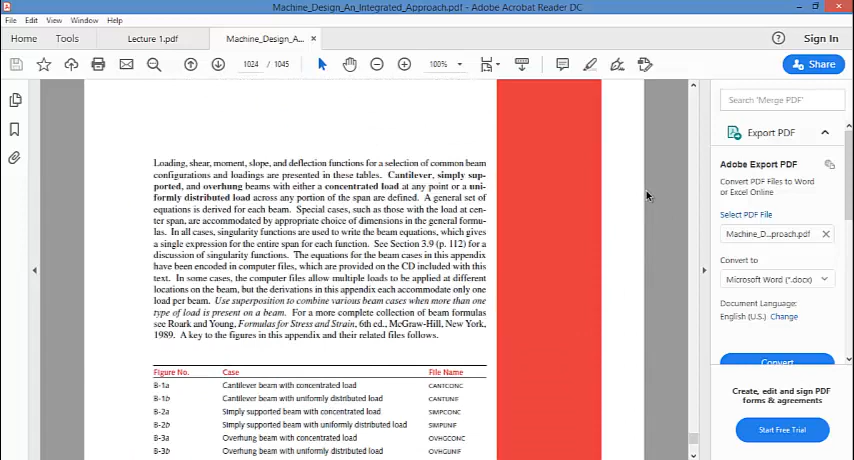 Machine_Design_An_Integrated_Approach.pdf - Adobe Acrobat Reader DC
File Edit View Window Help
Home Tools Lecture 1.pdf Machine_Design_A... × Sign In
1024 / 1045 100% Share
Loading, shear, moment, slope, and deflection functions for a selection of common beam
configurations and loadings are presented in these tables. Cantilever, simply sup-
ported, and overhung beams with either a concentrated load at any point or a uni-
formly distributed load across any portion of the span are defined. A general set of
equations is derived for each beam. Special cases, such as those with the load at cen-
ter span, are accommodated by appropriate choice of dimensions in the general formu-
las. In all cases, singularity functions are used to write the beam equations, which gives
a single expression for the entire span for each function. See Section 3.9 (p. 112) for a
discussion of singularity functions. The equations for the beam cases in this appendix
have been encoded in computer files, which are provided on the CD included with this
text. In some cases, the computer files allow multiple loads to be applied at different
locations on the beam, but the derivations in this appendix each accommodate only one
load per beam. Use superposition to combine various beam cases when more than one
type of load is present on a beam. For a more complete collection of beam formulas
see Roark and Young, Formulas for Stress and Strain, 6th ed., McGraw-Hill, New York,
1989. A key to the figures in this appendix and their related files follows.
Figure No. Case File Name
B-1a Cantilever beam with concentrated load CANTCONC
B-1b Cantilever beam with uniformly distributed load CANTUNIF
B-2a Simply supported beam with concentrated load SIMPCONC
B-2b Simply supported beam with uniformly distributed load SIMPUNIF
B-3a Overhung beam with concentrated load OVHGCONC
B-3b Overhung beam with uniformly distributed load OVHGUNIF
Search 'Merge PDF'
Export PDF
Adobe Export PDF
Convert PDF Files to Word
or Excel Online
Select PDF File
Machine_D...proach.pdf ×
Convert to
Microsoft Word (*.docx)
Document Language:
English (U.S.) Change
Convert
Create, edit and sign PDF
forms & agreements
Start Free Trial